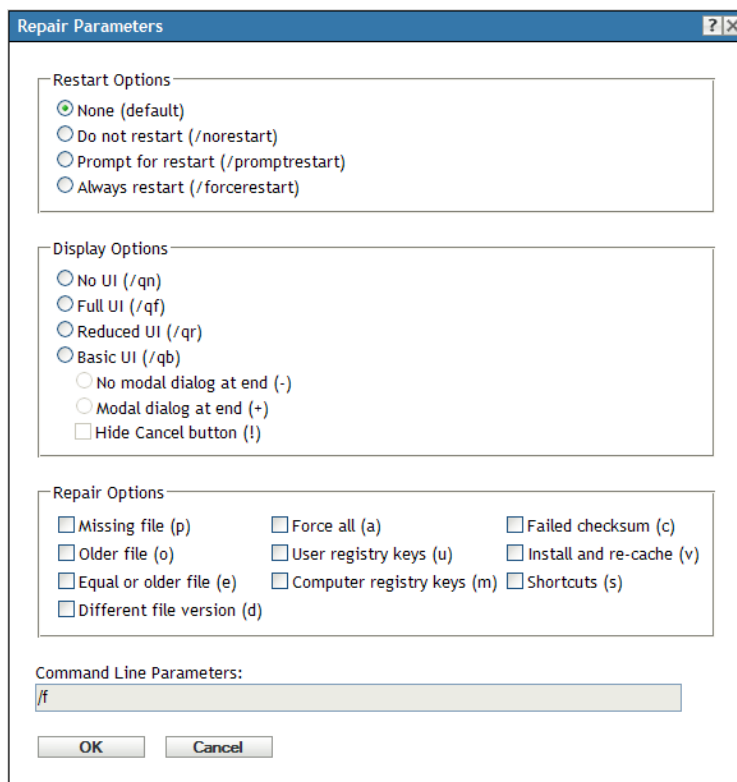 Repair Parameters
Restart Options
None (default)
Do not restart (/norestart)
Prompt for restart (/promptrestart)
Always restart (/forcerestart)
Display Options
No UI (/qn)
Full UI (/qf)
Reduced UI (/qr)
Basic UI (/qb)
No modal dialog at end (-)
Modal dialog at end (+)
Hide Cancel button (!)
Repair Options
Missing file (p) Force all (a) Failed checksum (c)
Older file (o) User registry keys (u) Install and re-cache (v)
Equal or older file (e) Computer registry keys (m) Shortcuts (s)
Different file version (d)
Command Line Parameters:
/f
OK Cancel